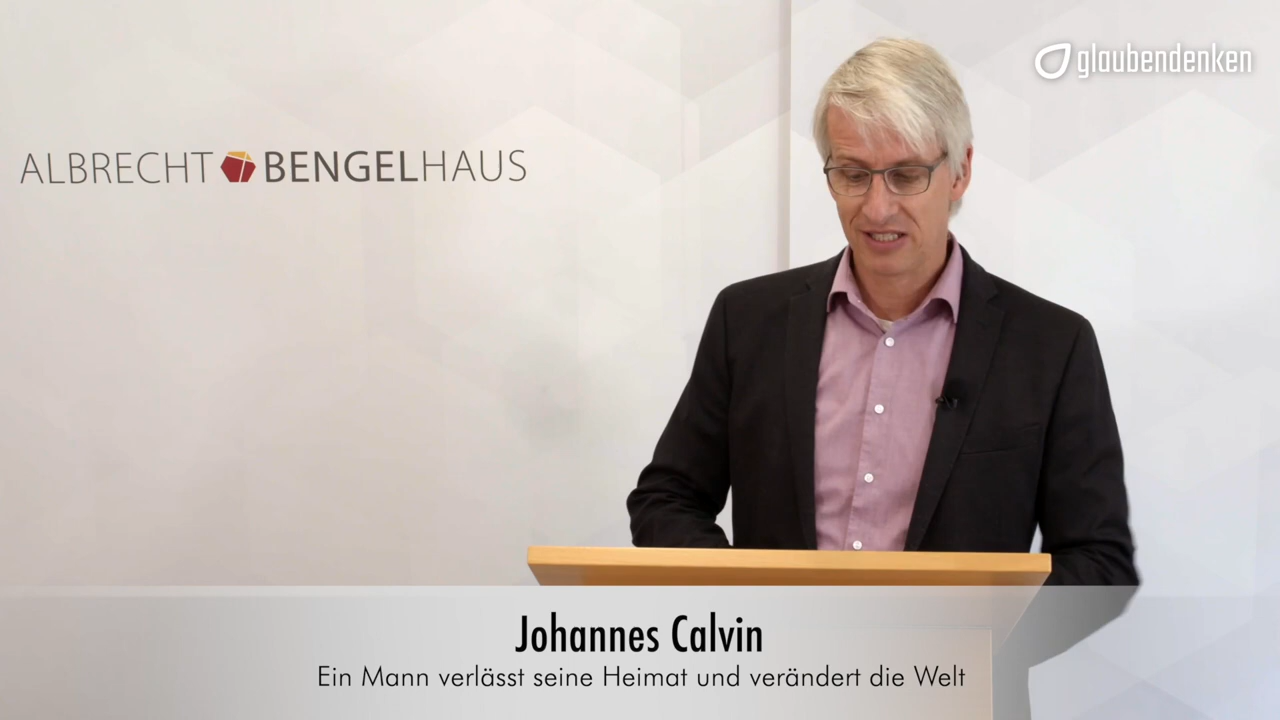 glaubendenken
ALBRECHT BENGELHAUS
Johannes Calvin
Ein Mann verlässt seine Heimat und verändert die Welt